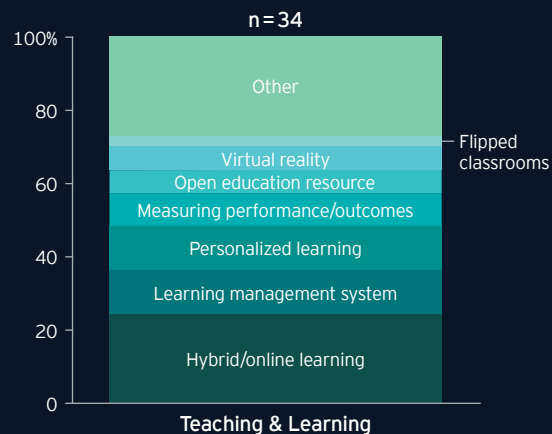 n=34
100%
80
60
40
20
0
Other
Flipped
classrooms
Virtual reality
Open education resource
Measuring performance/outcomes
Personalized learning
Learning management system
Hybrid/online learning
Teaching & Learning